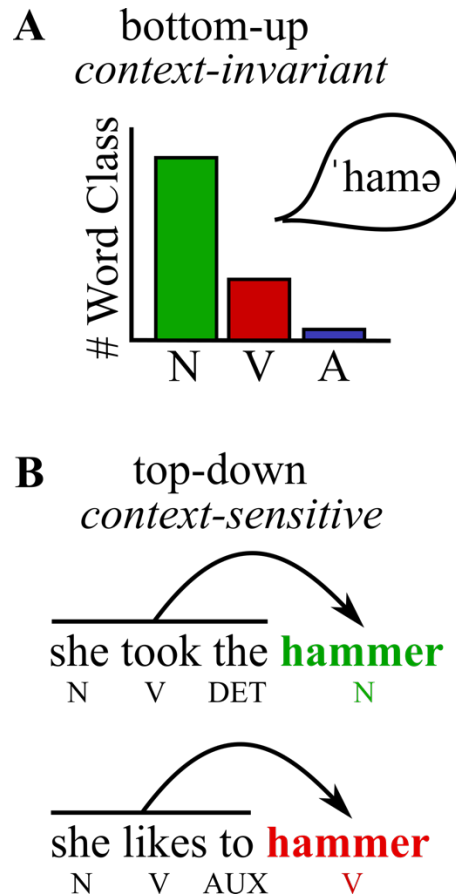 A bottom-up
context-invariant
# Word Class
ˈhamə
N V A
B top-down
context-sensitive
she took the hammer
N V DET N
she likes to hammer
N V AUX V